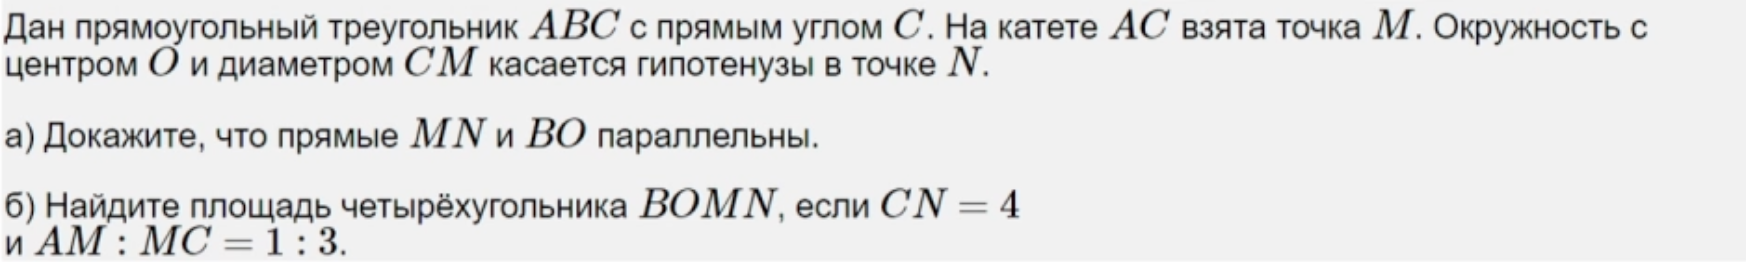 Дан прямоугольный треугольник ABC с прямым углом C. На катете AC взята точка M. Окружность с
центром O и диаметром CM касается гипотенузы в точке N.
а) Докажите, что прямые MN и BO параллельны.
б) Найдите площадь четырёхугольника BOMN, если CN = 4
и AM : MC = 1 : 3.